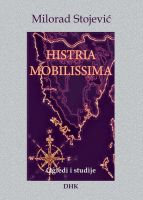 Milorad Stojević
HISTRIA
MOBILISSIMA
Ogledi i studije
DHK